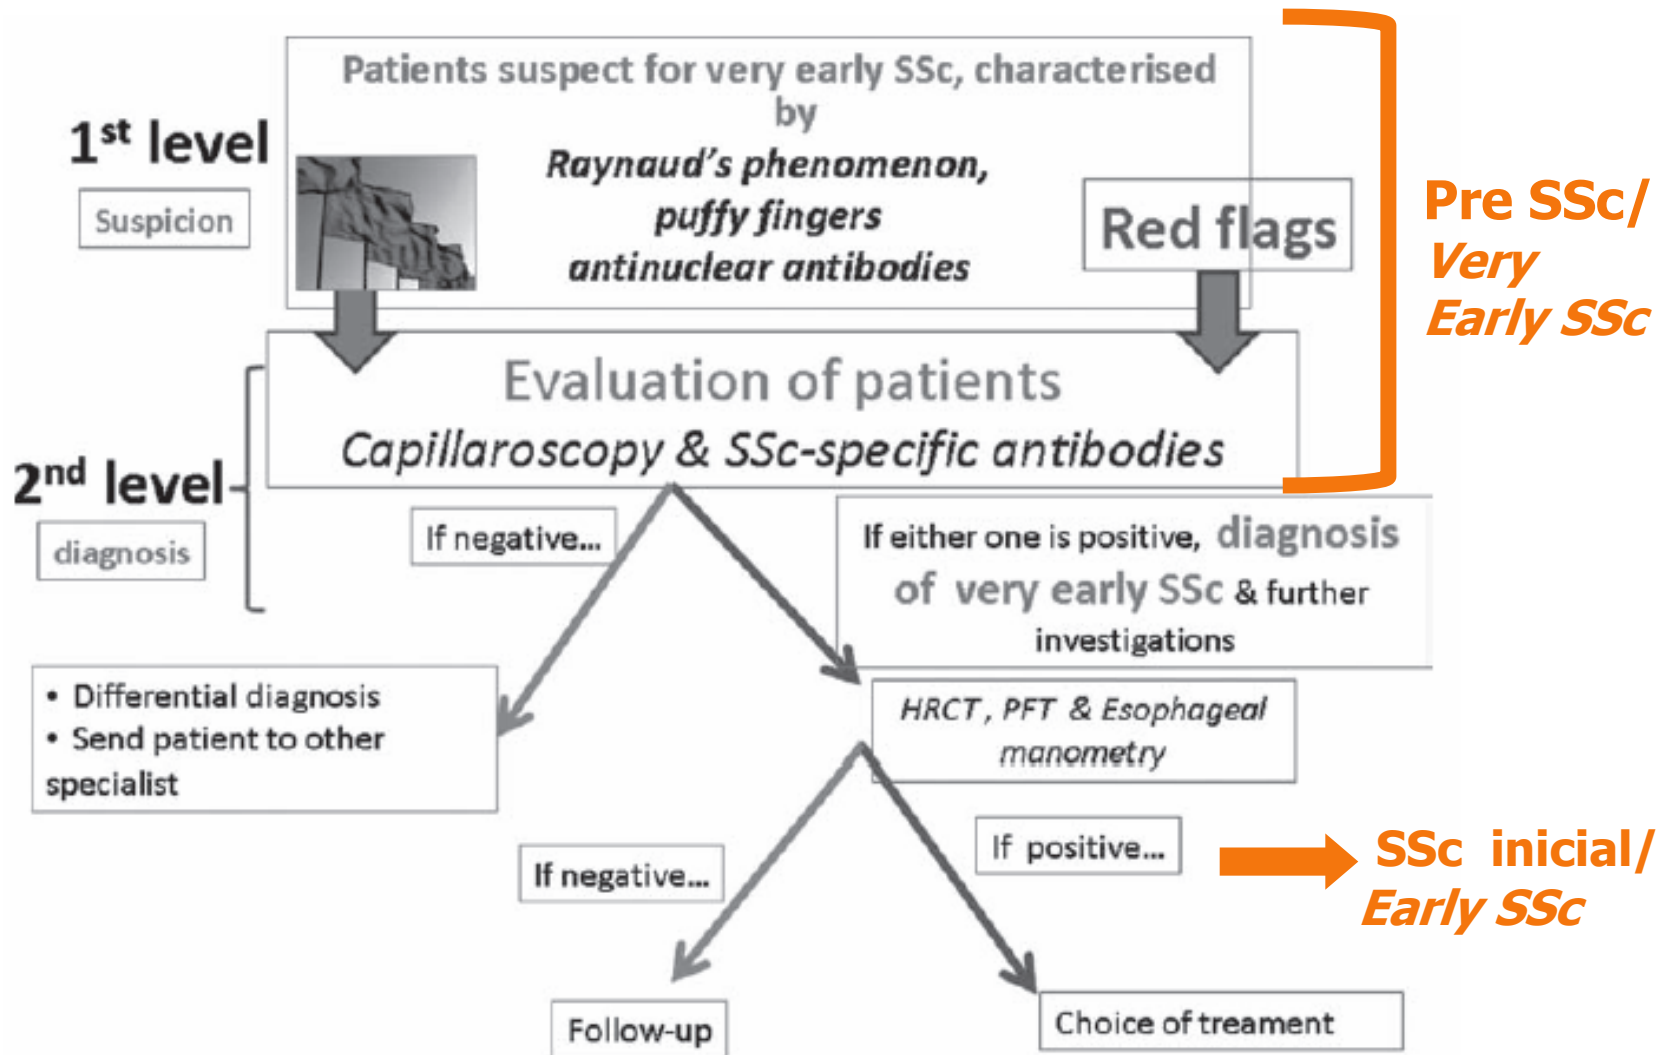 Patients suspect for very early SSc, characterised
by
1st level
Raynaud's phenomenon,
puffy fingers
antinuclear antibodies
Suspicion
Red flags
Pre SSc/
Very
Early SSc
Evaluation of patients
Capillaroscopy & SSc-specific antibodies
2nd level
diagnosis
If negative...
If either one is positive, diagnosis
of very early SSc & further
investigations
• Differential diagnosis
• Send patient to other
specialist
HRCT, PFT & Esophageal
manometry
If negative...
If positive...
SSc inicial/
Early SSc
Follow-up
Choice of treament